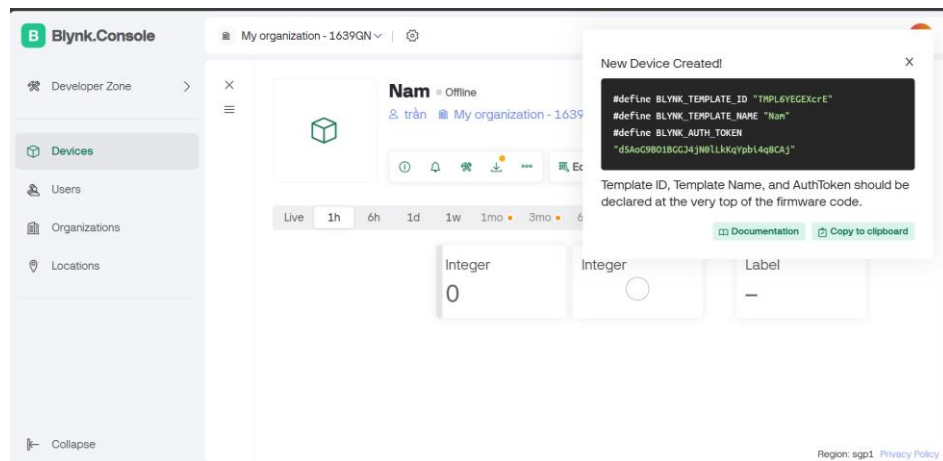 B Blynk.Console
My organization - 1639GN
Developer Zone
Devices
Users
Organizations
Locations
Collapse
Nam Offline
trần My organization - 1639
Live 1h 6h 1d 1w 1mo 3mo 6
Integer
0
Integer
Label
–
New Device Created! X
#define BLYNK_TEMPLATE_ID "TMPL6YEGEXcrE"
#define BLYNK_TEMPLATE_NAME "Nam"
#define BLYNK_AUTH_TOKEN
Template ID, Template Name, and AuthToken should be
declared at the very top of the firmware code.
Documentation Copy to clipboard
Region: sgp1 Privacy Policy